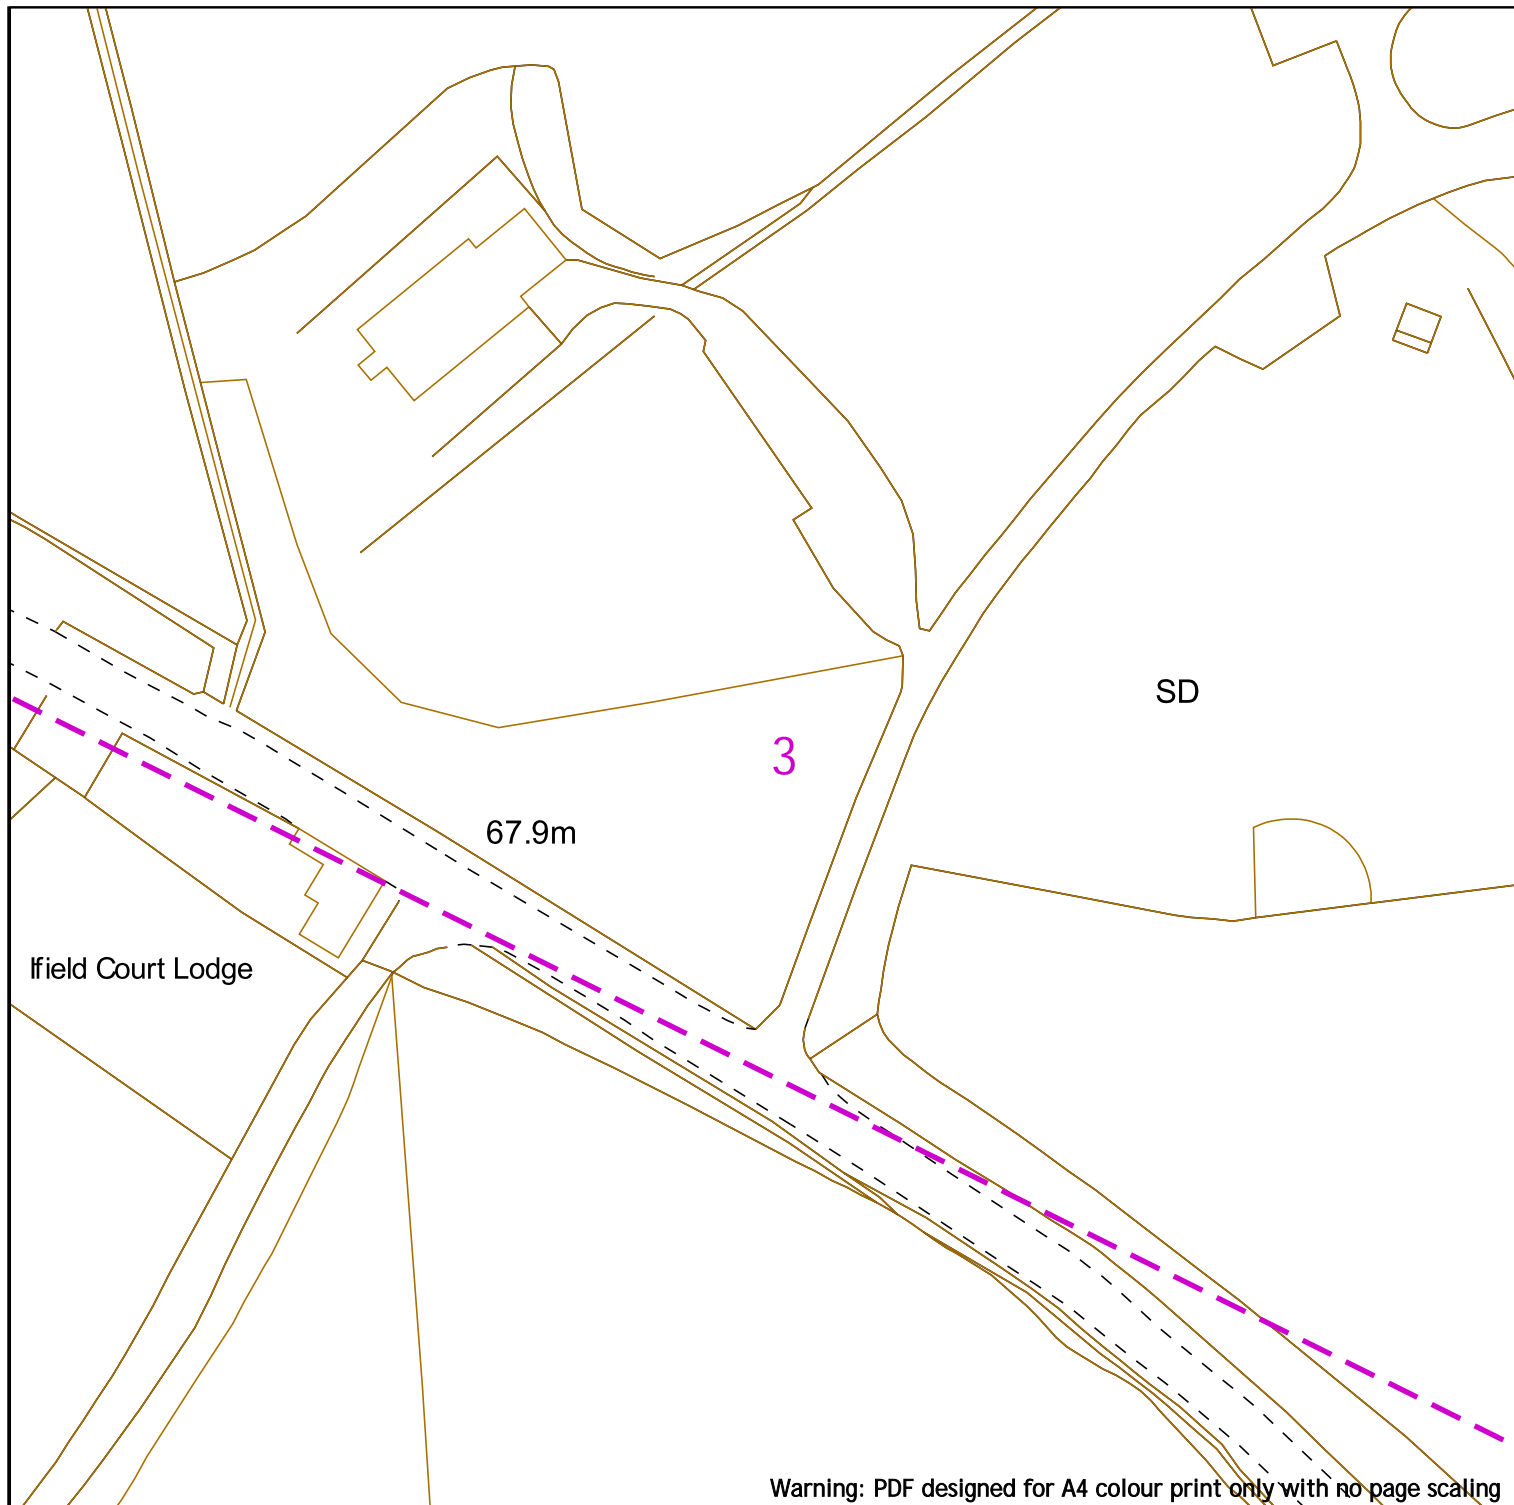 SD
3
67.9m
Ifield Court Lodge
Warning: PDF designed for A4 colour print only with no page scaling